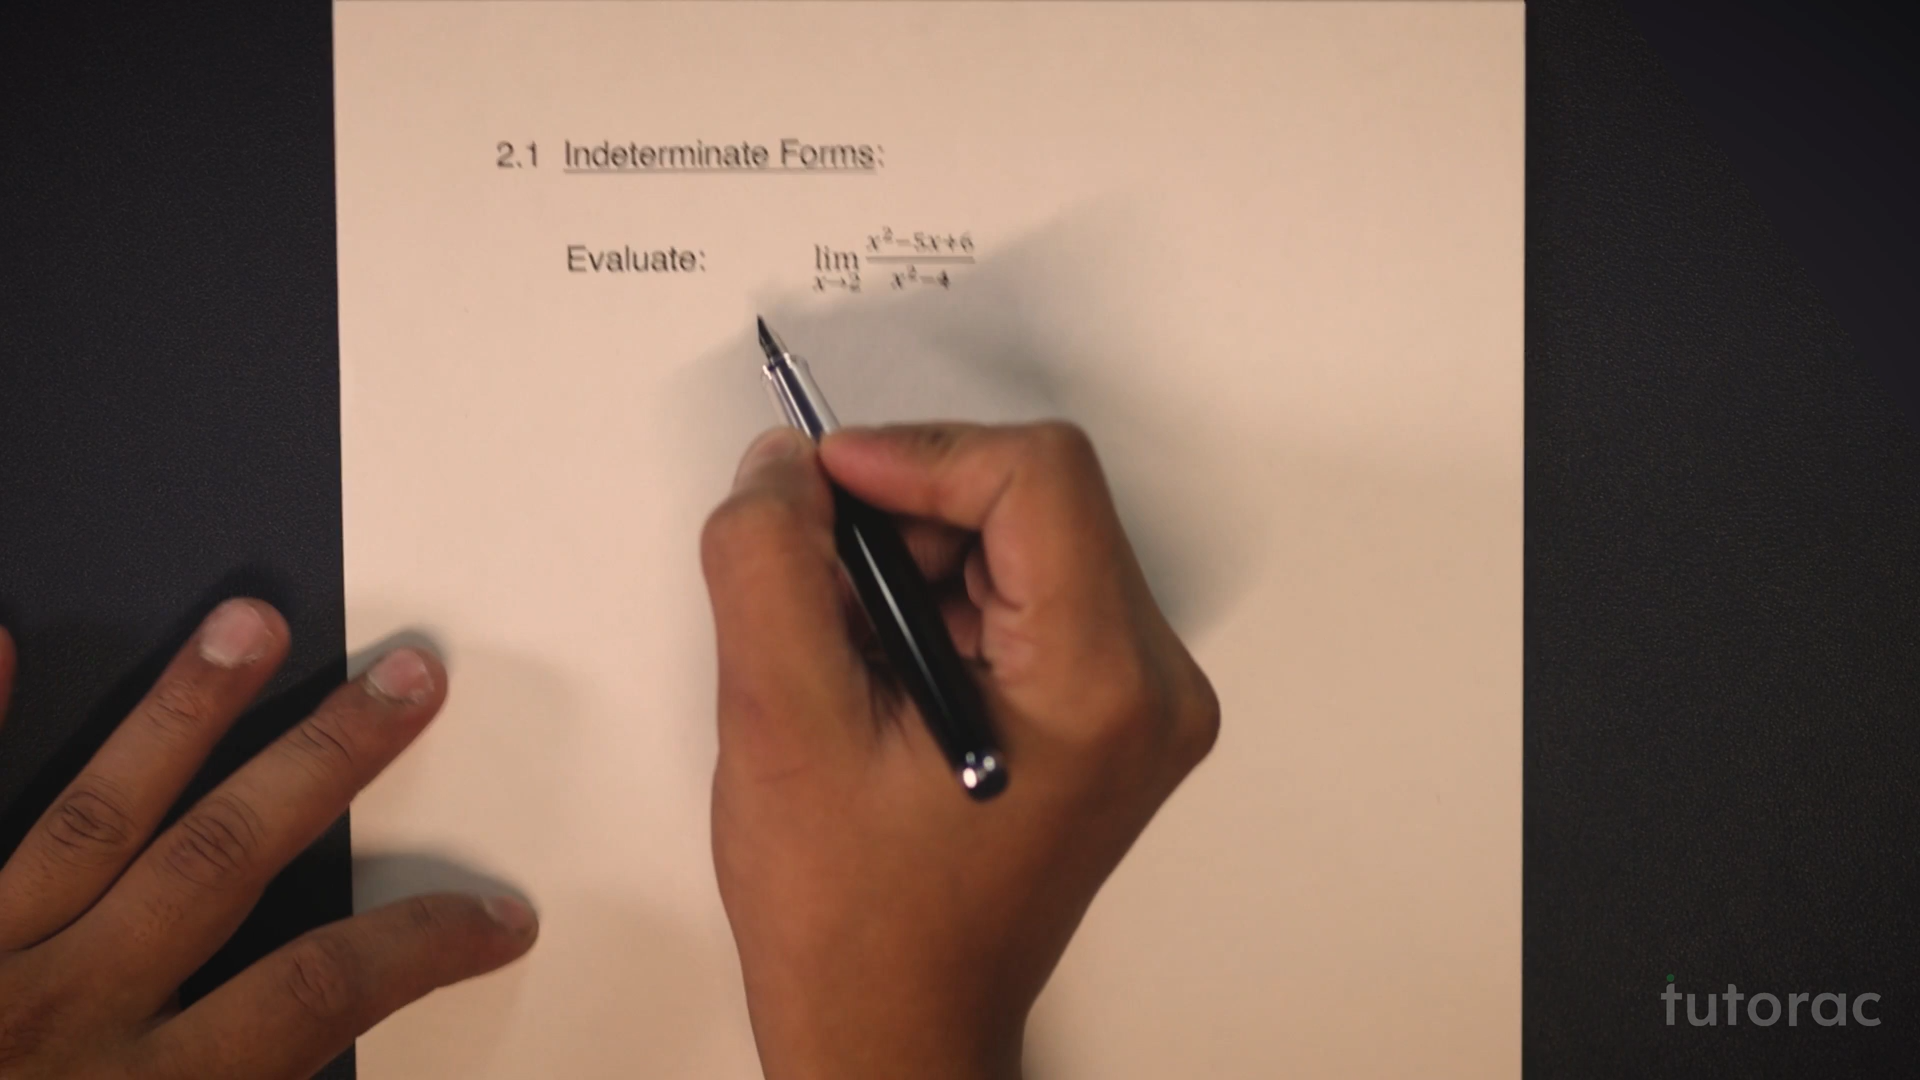 2.1 Indeterminate Forms:
Evaluate: lim x→2 x²−5x+6 / x²−4
tutorac